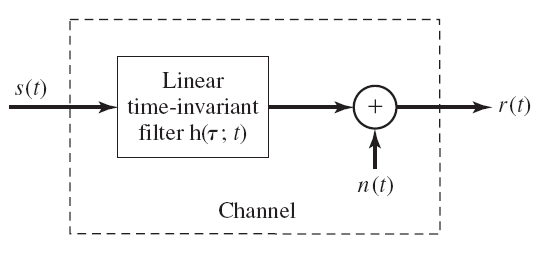 s(t)
Linear
time-invariant
filter h(τ; t)
+
r(t)
n(t)
Channel